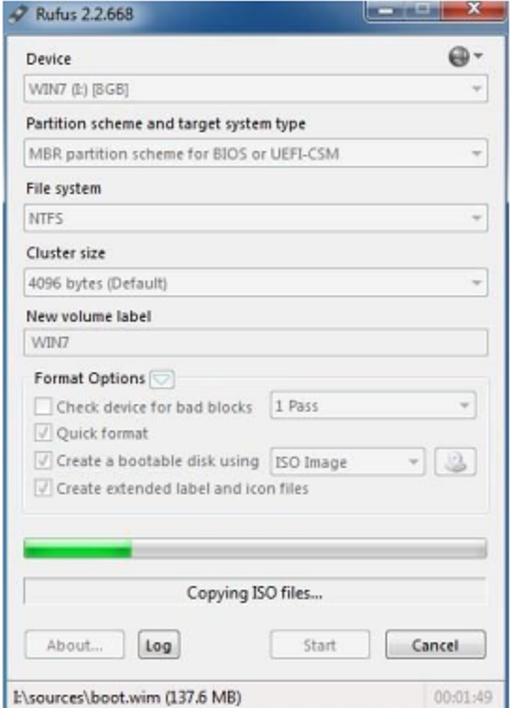 Rufus 2.2.668
Device
WIN7 (I:) [8GB]
Partition scheme and target system type
MBR partition scheme for BIOS or UEFI-CSM
File system
NTFS
Cluster size
4096 bytes (Default)
New volume label
WIN7
Format Options
Check device for bad blocks 1 Pass
Quick format
Create a bootable disk using ISO Image
Create extended label and icon files
Copying ISO files...
About... Log Start Cancel
I:\sources\boot.wim (137.6 MB) 00:01:49